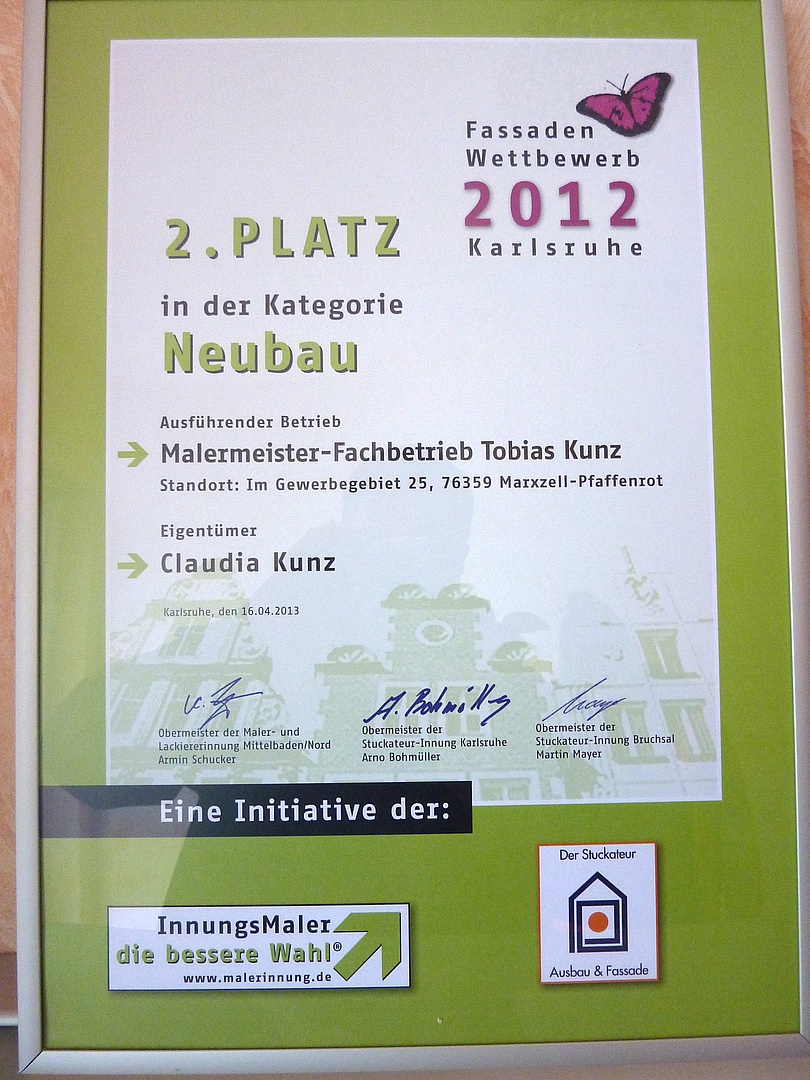 Fassaden
Wettbewerb
2012
Karlsruhe
2.PLATZ
in der Kategorie
Neubau
Ausführender Betrieb
Malermeister-Fachbetrieb Tobias Kunz
Standort: Im Gewerbegebiet 25, 76359 Marxzell-Pfaffenrot
Eigentümer
Claudia Kunz
Karlsruhe, den 16.04.2013
A. Bohmüller
Obermeister der Maler- und
Lackiererinnung Mittelbaden/Nord
Armin Schucker
Obermeister der
Stuckateur-Innung Karlsruhe
Arno Bohmüller
Obermeister der
Stuckateur-Innung Bruchsal
Martin Mayer
Eine Initiative der:
InnungsMaler
die bessere Wahl®
www.malerinnung.de
Der Stuckateur
Ausbau & Fassade